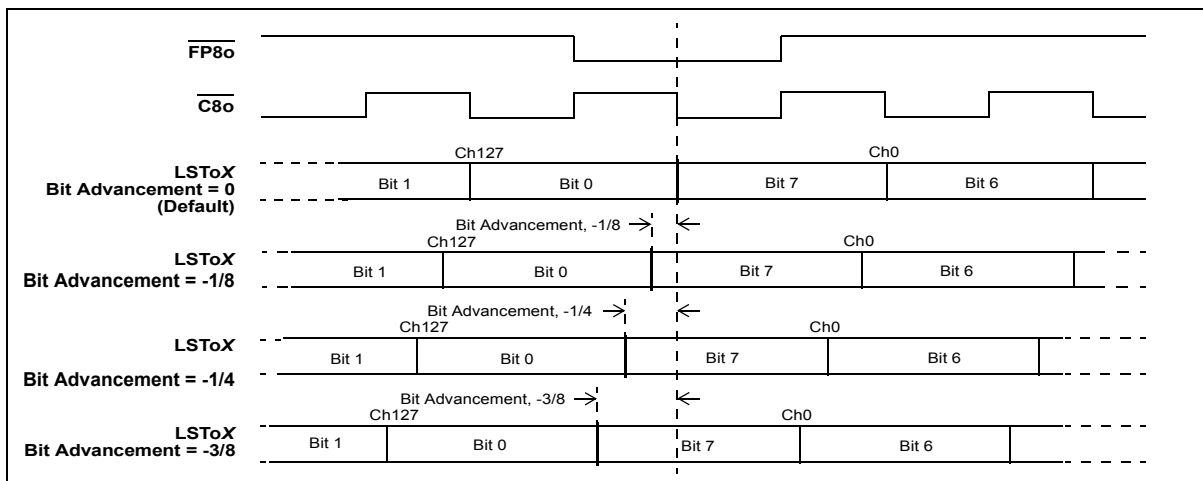 FP8o
C8o
Ch127 Ch0
LSToX
Bit Advancement = 0
(Default)
Bit 1 Bit 0 Bit 7 Bit 6
Bit Advancement, -1/8
Ch127 Ch0
LSToX
Bit Advancement = -1/8
Bit 1 Bit 0 Bit 7 Bit 6
Bit Advancement, -1/4
Ch127 Ch0
LSToX
Bit Advancement = -1/4
Bit 1 Bit 0 Bit 7 Bit 6
Bit Advancement, -3/8
Ch127 Ch0
LSToX
Bit Advancement = -3/8
Bit 1 Bit 0 Bit 7 Bit 6